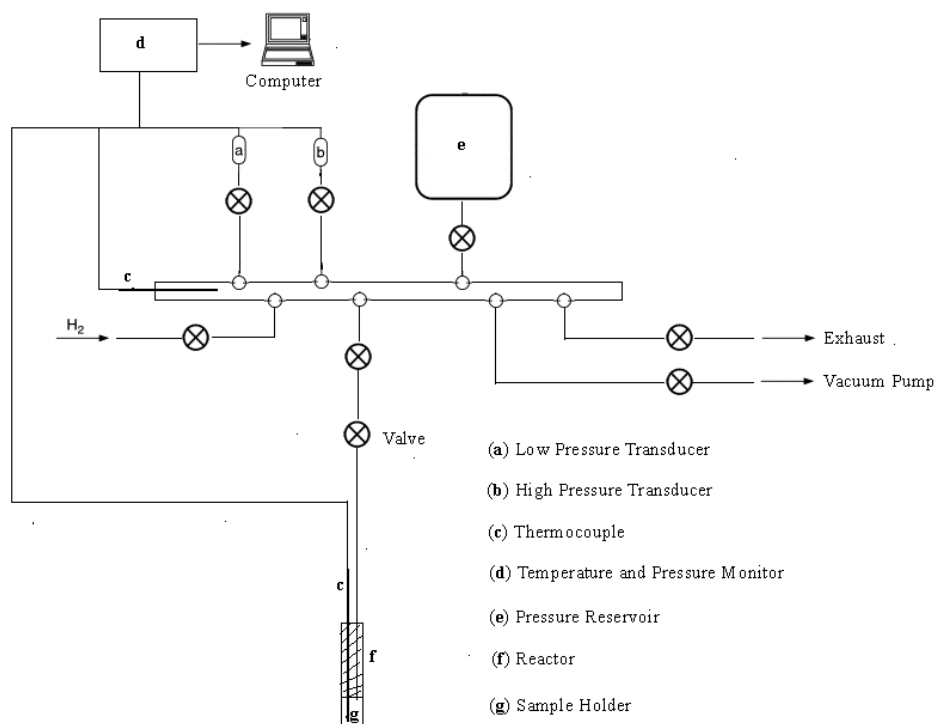 d
Computer
a
b
e
c
H2
Exhaust
Vacuum Pump
Valve
(a) Low Pressure Transducer
(b) High Pressure Transducer
(c) Thermocouple
(d) Temperature and Pressure Monitor
(e) Pressure Reservoir
(f) Reactor
(g) Sample Holder
c
f
g